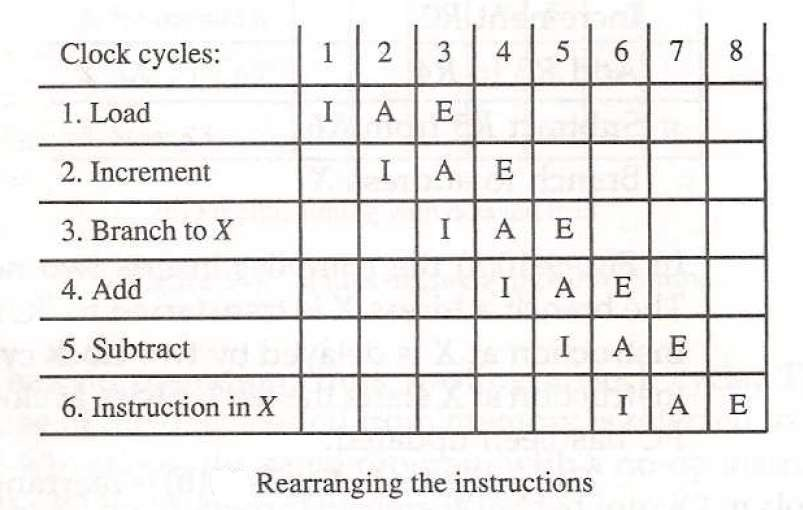 Clock cycles: 1 2 3 4 5 6 7 8
1. Load I A E
2. Increment I A E
3. Branch to X I A E
4. Add I A E
5. Subtract I A E
6. Instruction in X I A E
Rearranging the instructions